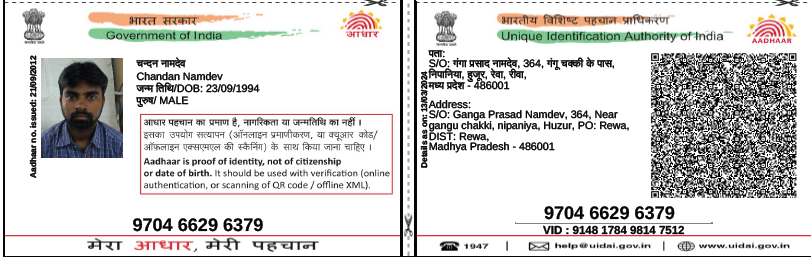 भारत सरकार
Government of India
आधार
Aadhaar no. issued: 21/09/2012
चन्दन नामदेव
Chandan Namdev
जन्म तिथि/DOB: 23/09/1994
पुरुष/ MALE
आधार पहचान का प्रमाण है, नागरिकता या जन्मतिथि का नहीं ।
इसका उपयोग सत्यापन (ऑनलाइन प्रमाणीकरण, या क्यूआर कोड/
ऑफलाइन एक्सएमएल की स्कैनिंग) के साथ किया जाना चाहिए ।
Aadhaar is proof of identity, not of citizenship
or date of birth. It should be used with verification (online
authentication, or scanning of QR code / offline XML).
9704 6629 6379
मेरा आधार, मेरी पहचान
भारतीय विशिष्ट पहचान प्राधिकरण
Unique Identification Authority of India
AADHAAR
Details as on: 13/03/2024
पता:
S/O: गंगा प्रसाद नामदेव, 364, गंगू चक्की के पास,
निपानिया, हुजूर, रेवा, रीवा,
मध्य प्रदेश - 486001
Address:
S/O: Ganga Prasad Namdev, 364, Near
gangu chakki, nipaniya, Huzur, PO: Rewa,
DIST: Rewa,
Madhya Pradesh - 486001
9704 6629 6379
VID : 9148 1784 9814 7512
1947 | help@uidai.gov.in | www.uidai.gov.in